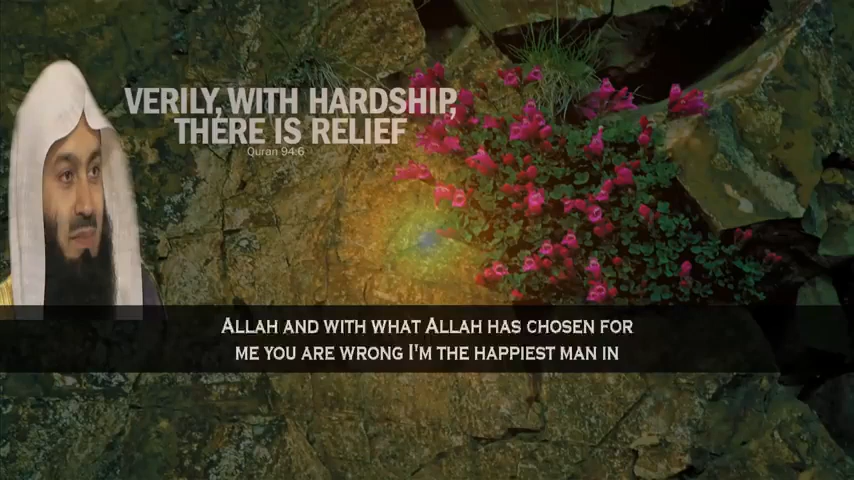 VERILY, WITH HARDSHIP,
THERE IS RELIEF
Quran 94:6
ALLAH AND WITH WHAT ALLAH HAS CHOSEN FOR
ME YOU ARE WRONG I'M THE HAPPIEST MAN IN